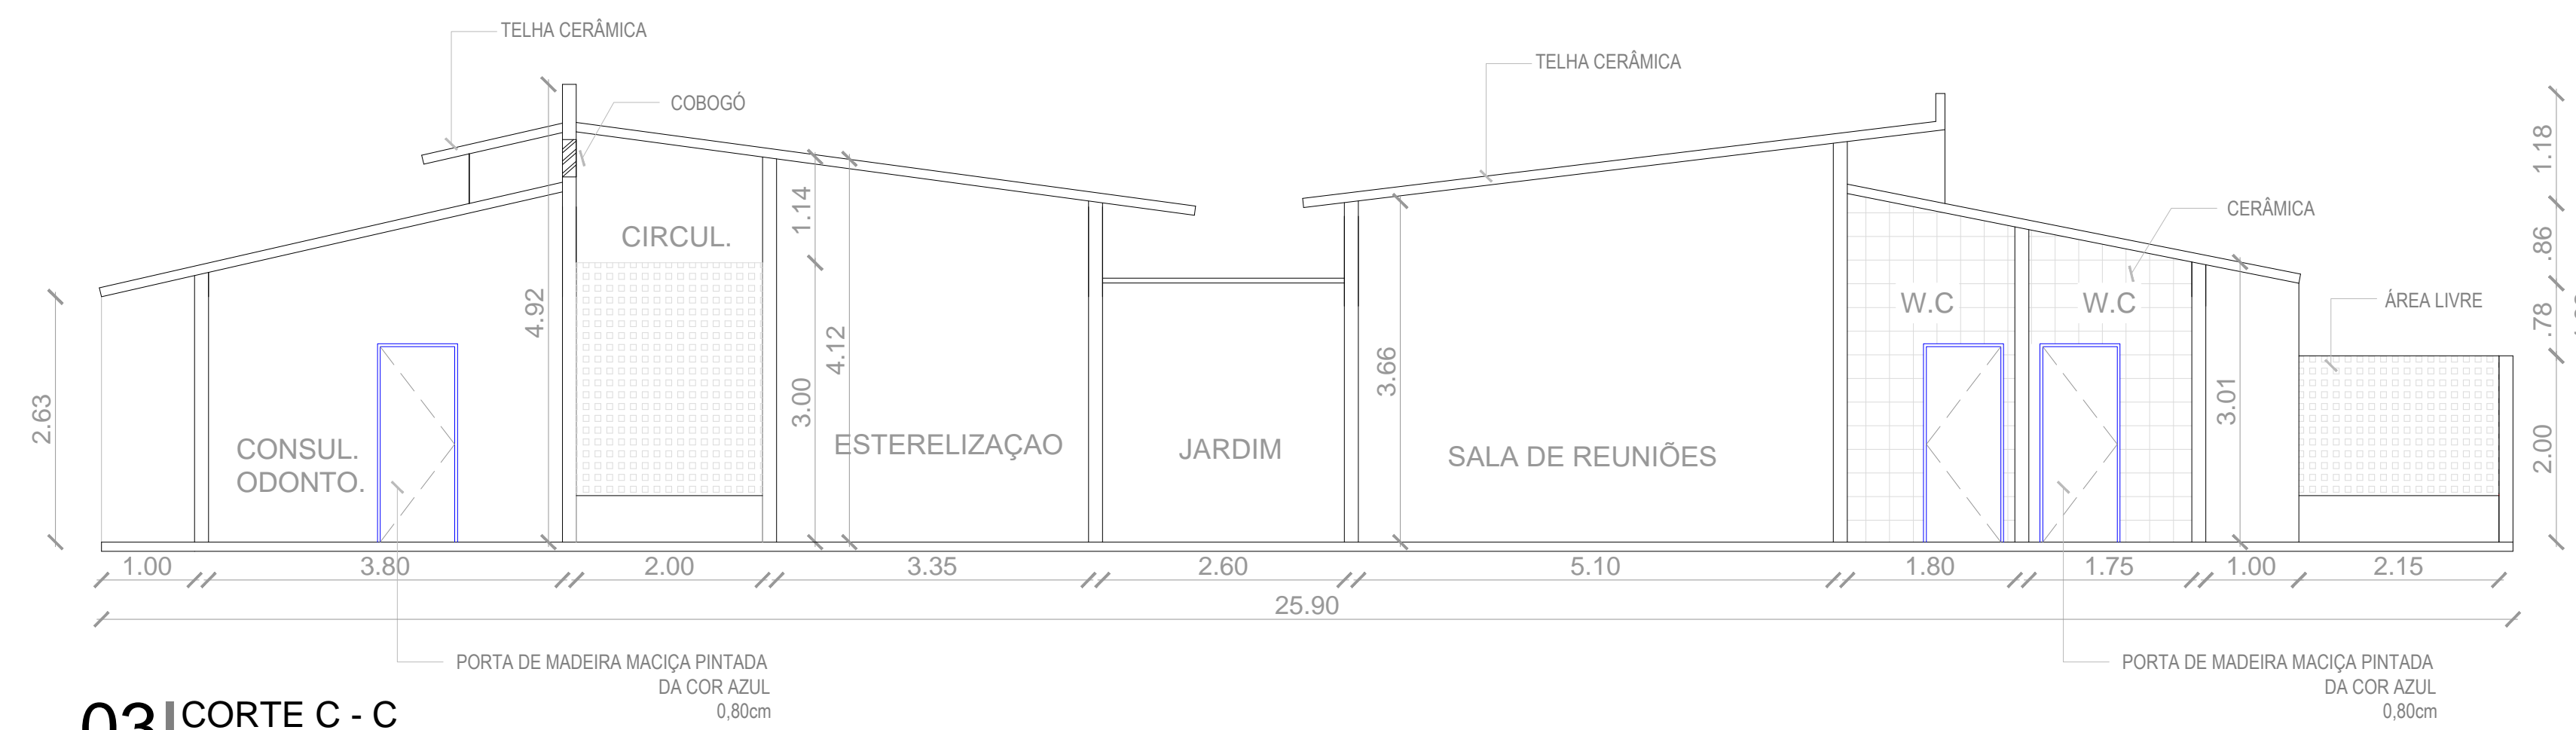 TELHA CERÂMICA
TELHA CERÂMICA
COBOGÓ
1.18
CERÂMICA
1.14
CIRCUL.
.86
4.92
W.C
W.C
ÁREA LIVRE
.78
4.12
3.66
2.63
3.00
3.01
CONSUL.
ODONTO.
ESTERELIZAÇAO
JARDIM
SALA DE REUNIÕES
2.00
1.00
3.80
2.00
3.35
2.60
5.10
1.80
1.75
1.00
2.15
25.90
PORTA DE MADEIRA MACIÇA PINTADA
DA COR AZUL
0,80cm
PORTA DE MADEIRA MACIÇA PINTADA
DA COR AZUL
0,80cm
03
CORTE C - C